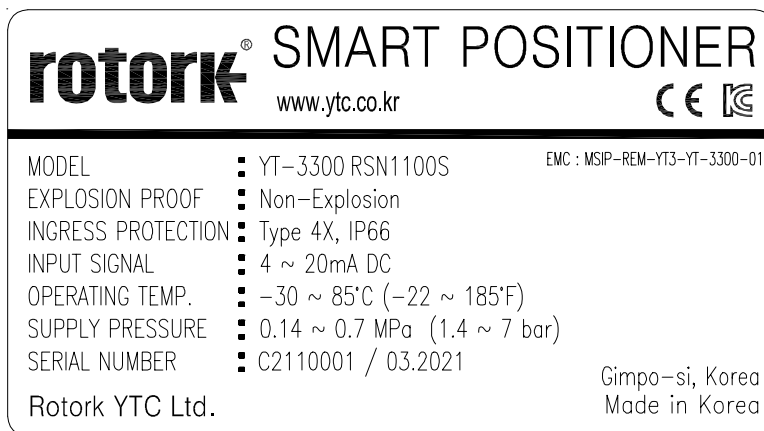 rotork® SMART POSITIONER
www.ytc.co.kr
CE
MODEL : YT-3300 RSN1100S
EMC : MSIP-REM-YT3-YT-3300-01
EXPLOSION PROOF : Non-Explosion
INGRESS PROTECTION : Type 4X, IP66
INPUT SIGNAL : 4 ~ 20mA DC
OPERATING TEMP. : -30 ~ 85°C (-22 ~ 185°F)
SUPPLY PRESSURE : 0.14 ~ 0.7 MPa (1.4 ~ 7 bar)
SERIAL NUMBER : C2110001 / 03.2021
Rotork YTC Ltd.
Gimpo-si, Korea
Made in Korea